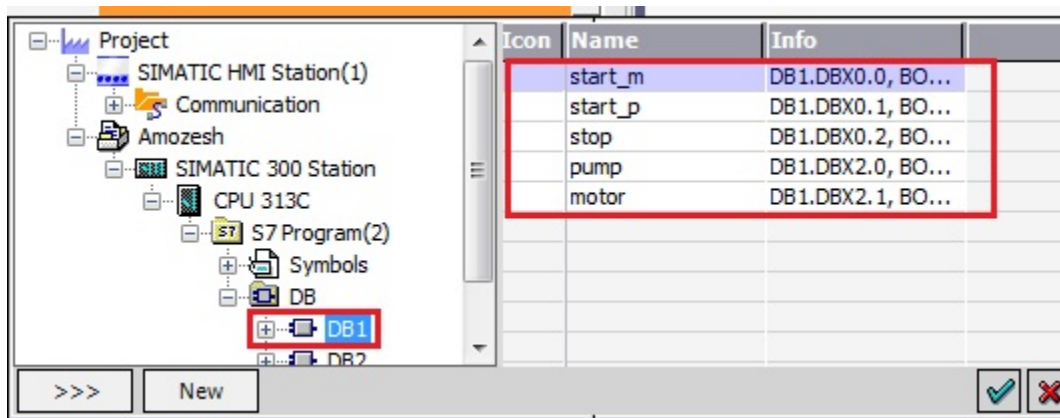 Project
SIMATIC HMI Station(1)
Communication
Amozesh
SIMATIC 300 Station
CPU 313C
S7
S7 Program(2)
Symbols
DB
DB1
DB2
Icon Name Info
start_m DB1.DBX0.0, BO...
start_p DB1.DBX0.1, BO...
stop DB1.DBX0.2, BO...
pump DB1.DBX2.0, BO...
motor DB1.DBX2.1, BO...
>>> New